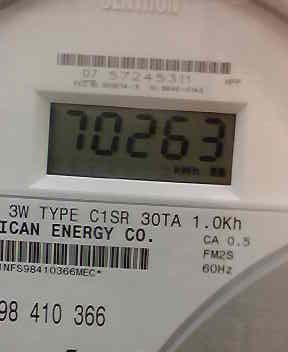 07 57245311
70263
kWh
3W TYPE C1SR 30TA 1.0Kh
ICAN ENERGY CO.
CA 0.5
FM2S
NFS98410366MEC*
60Hz
98 410 366